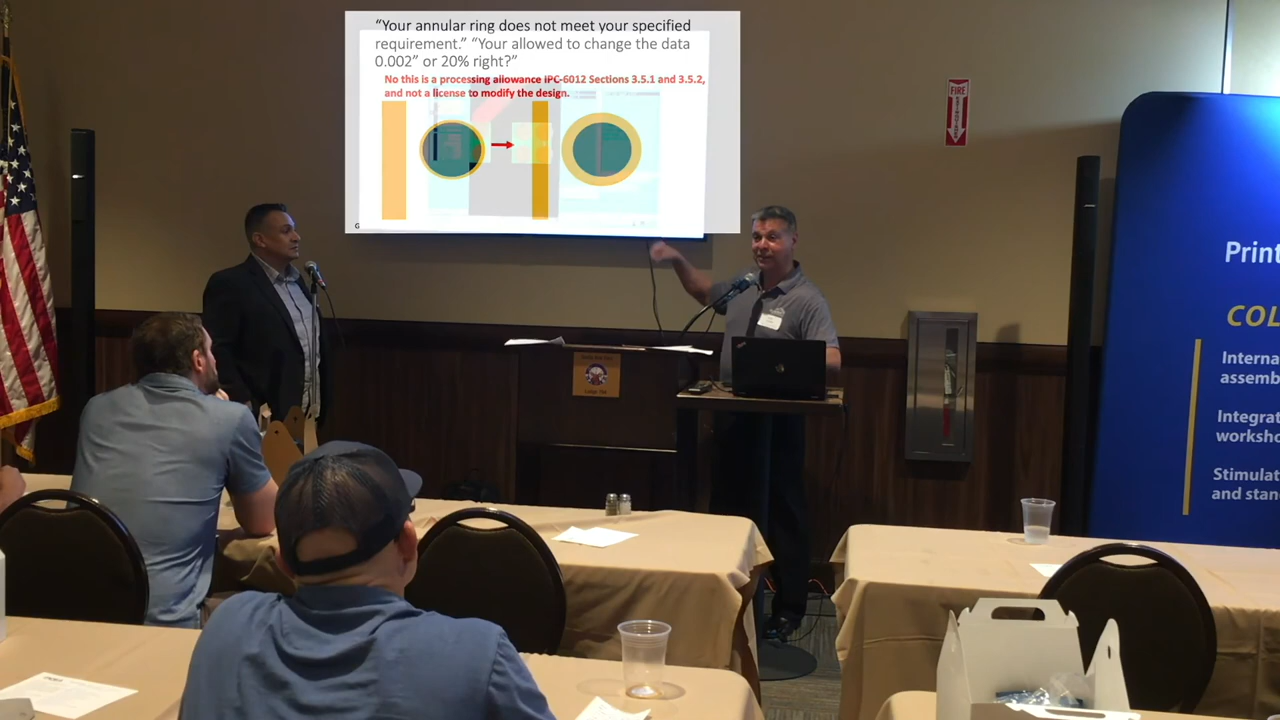 “Your annular ring does not meet your specified
requirement.” “Your allowed to change the data
0.002” or 20% right?”
No this is a processing allowance IPC-6012 Sections 3.5.1 and 3.5.2,
and not a license to modify the design.
G
FIRE
EXTINGUISHER
Print
COL
Interna
assemb
Integrat
worksho
Stimulat
and stan